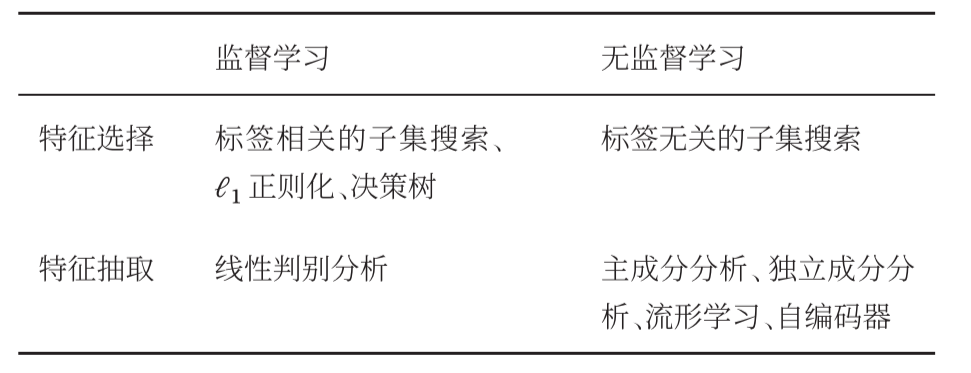 监督学习 无监督学习
特征选择 标签相关的子集搜索、 标签无关的子集搜索
ℓ1 正则化、决策树
特征抽取 线性判别分析 主成分分析、独立成分分
析、流形学习、自编码器